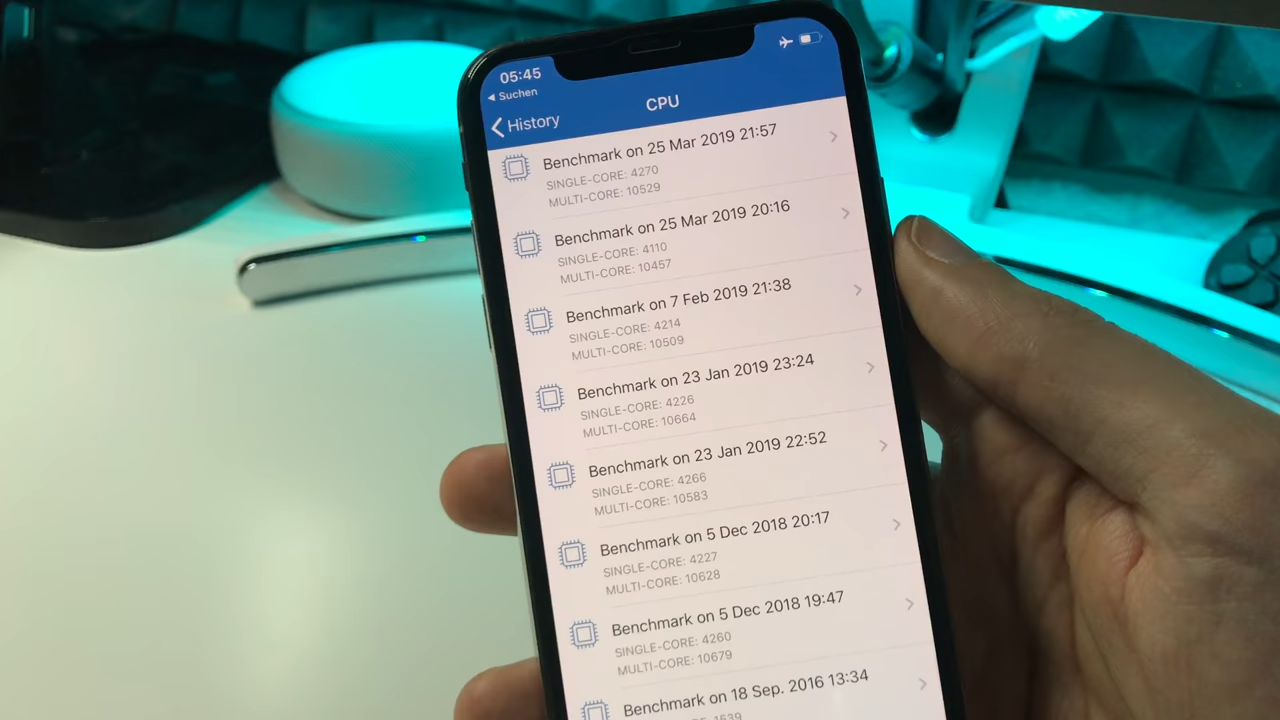 05:45
Suchen
History
CPU
Benchmark on 25 Mar 2019 21:57
SINGLE-CORE: 4270
MULTI-CORE: 10529
Benchmark on 25 Mar 2019 20:16
SINGLE-CORE: 4110
MULTI-CORE: 10457
Benchmark on 7 Feb 2019 21:38
SINGLE-CORE: 4214
MULTI-CORE: 10509
Benchmark on 23 Jan 2019 23:24
SINGLE-CORE: 4226
MULTI-CORE: 10664
Benchmark on 23 Jan 2019 22:52
SINGLE-CORE: 4266
MULTI-CORE: 10583
Benchmark on 5 Dec 2018 20:17
SINGLE-CORE: 4227
MULTI-CORE: 10628
Benchmark on 5 Dec 2018 19:47
SINGLE-CORE: 4260
MULTI-CORE: 10679
Benchmark on 18 Sep. 2016 13:34